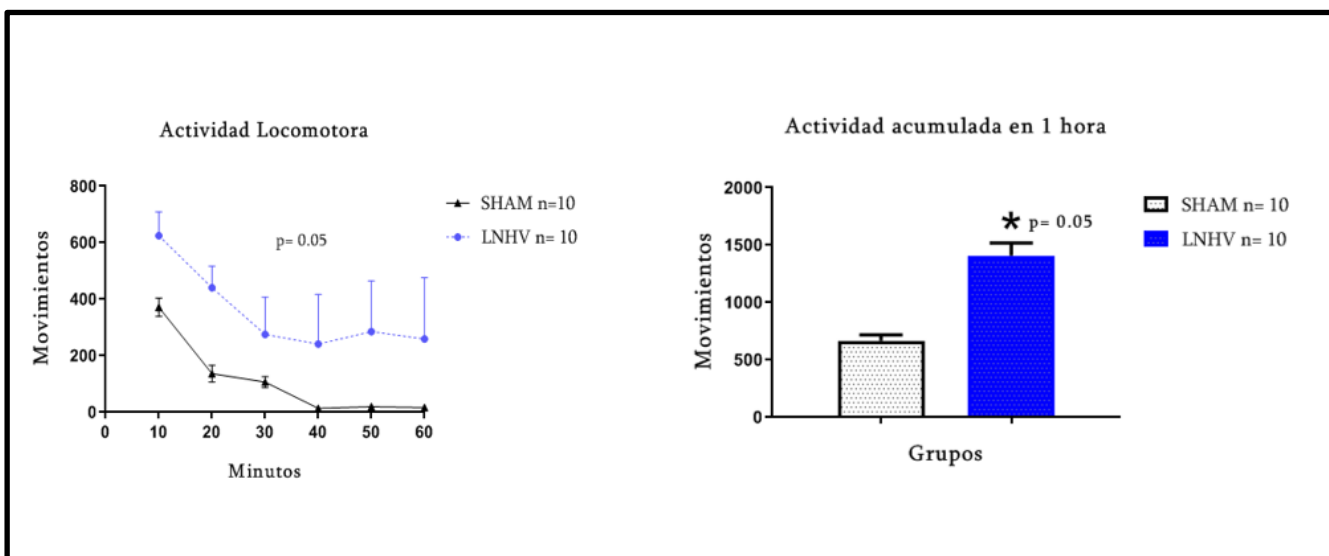 Actividad Locomotora
Movimientos
800
600
400
200
0
0 10 20 30 40 50 60
Minutos
p= 0.05
SHAM n=10
LNHV n= 10
Actividad acumulada en 1 hora
Movimientos
2000
1500
1000
500
0
* p= 0.05
Grupos
SHAM n= 10
LNHV n= 10